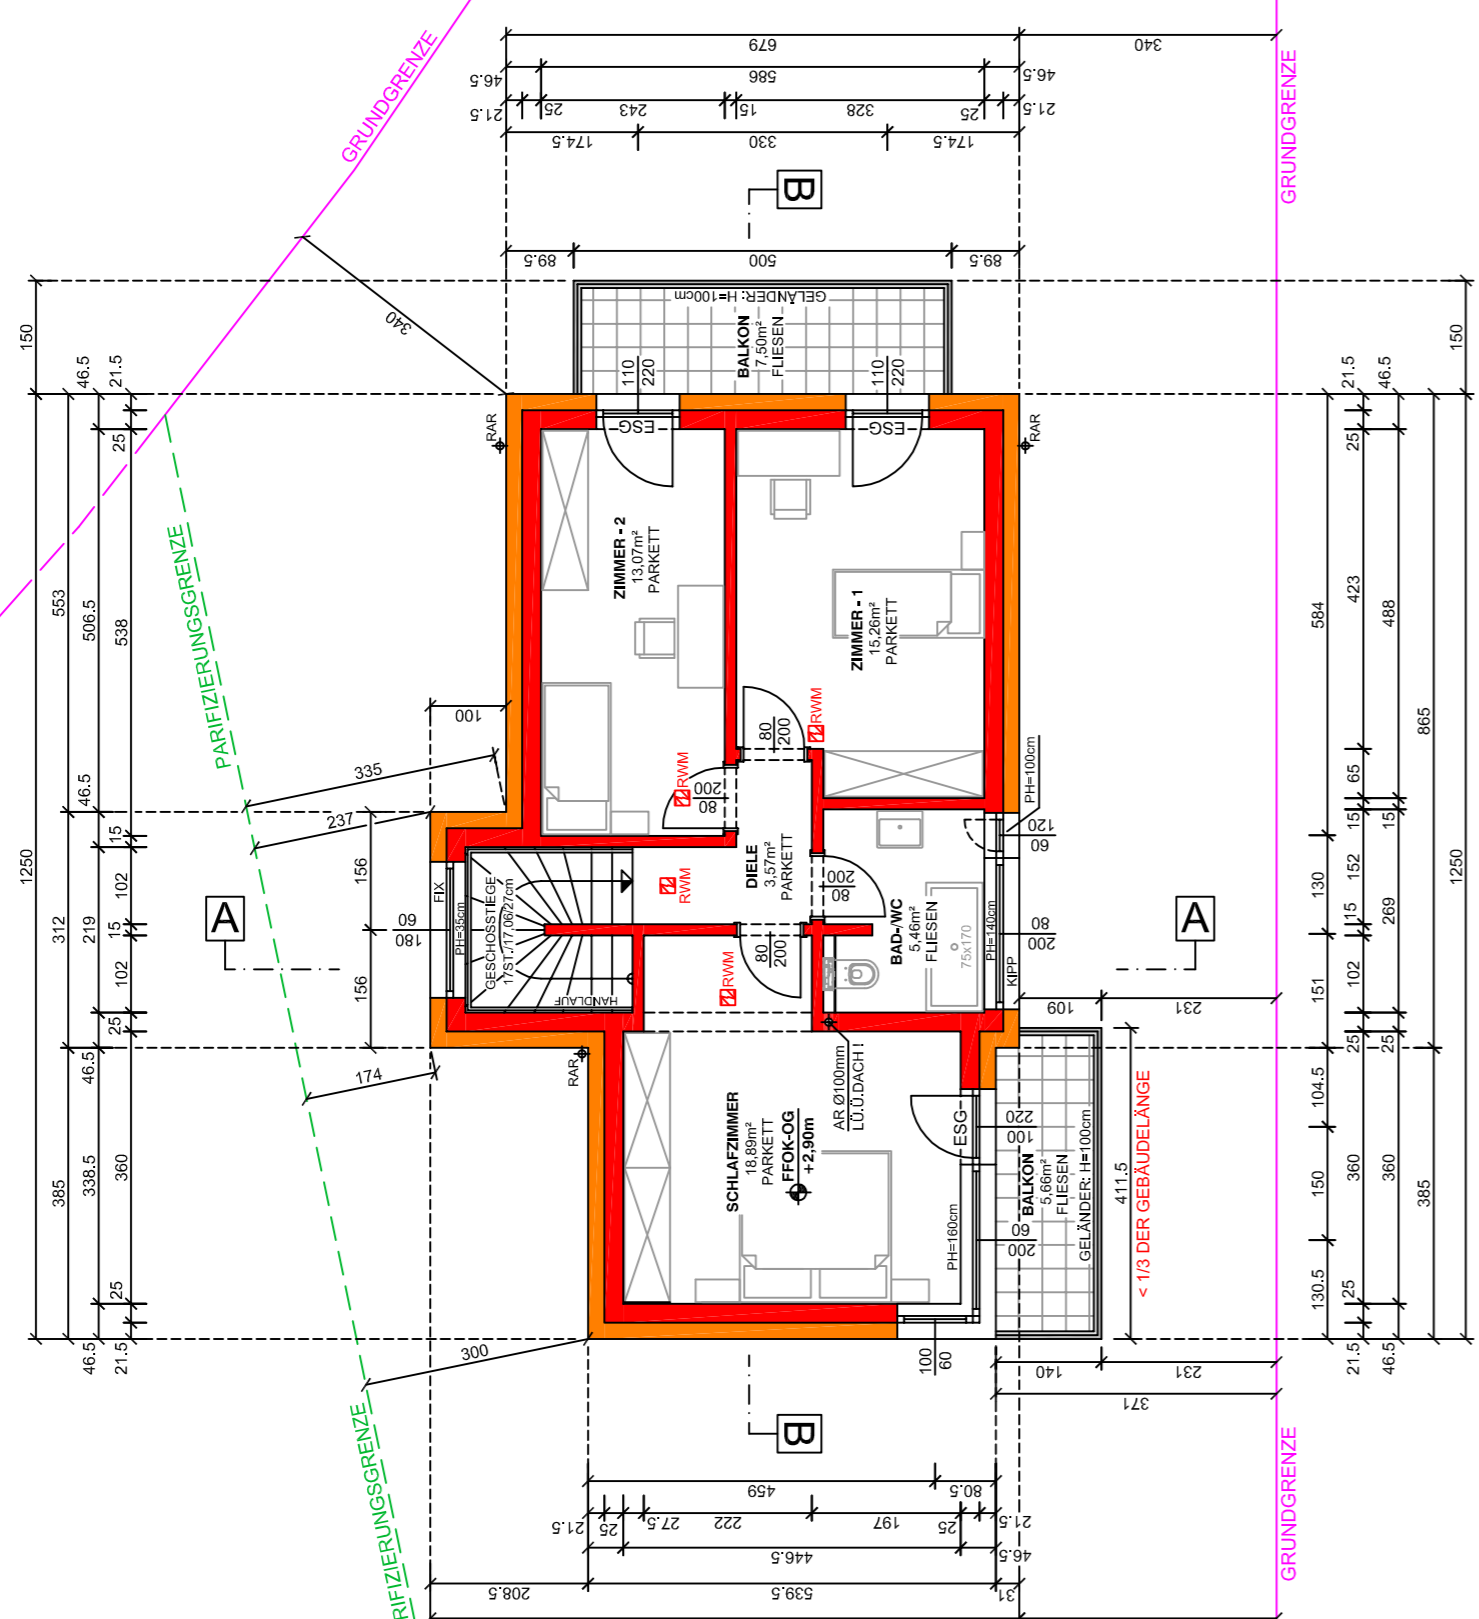 GRUNDGRENZE
GRUNDGRENZE
679
340
46.5
586
46.5
21.5
25
243
15
328
25
21.5
174.5
330
174.5
B
89.5
500
89.5
340
GELÄNDER: H=100cm
BALKON
7,50m²
FLIESEN
110
220
110
220
ESG
ESG
RAR
RAR
150
1250
553
312
385
46.5
506.5
46.5
219
46.5
338.5
46.5
21.5
25
538
15
102
15
102
25
360
25
21.5
PARIFIZIERUNGSGRENZE
ZIMMER - 2
13,07m²
PARKETT
ZIMMER - 1
15,26m²
PARKETT
100
335
237
156
156
174
300
RWM
RWM
RWM
RWM
80
200
80
200
80
200
80
200
DIELE
3,57m²
PARKETT
A
A
FIX
PH=35cm
60
180
GESCHOSSTIEGE
17ST./17,06/27cm
HANDLAUF
BAD-/WC
5,46m²
FLIESEN
75x170
PH=140cm
KIPP
PH=100cm
120
60
80
200
109
231
RAR
AR Ø100mm
LÜ.Ü.DACH !
SCHLAFZIMMER
18,89m²
PARKETT
FFOK-OG
+2,90m
ESG
220
100
PH=160cm
60
200
BALKON
5,66m²
FLIESEN
GELÄNDER: H=100cm
411.5
< 1/3 DER GEBÄUDELÄNGE
100
60
140
231
371
584
130
151
104.5
150
130.5
21.5
25
423
65
15
152
15
102
25
360
25
21.5
46.5
488
15
269
25
360
46.5
865
385
150
1250
B
459
80.5
21.5
25
27.5
222
197
25
21.5
446.5
46.5
208.5
539.5
31
RIFIZIERUNGSGRENZE
GRUNDGRENZE